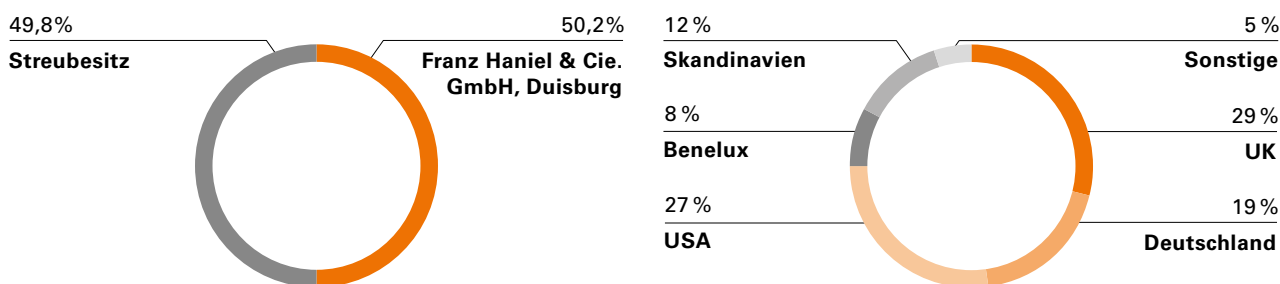 49,8%
Streubesitz
50,2%
Franz Haniel & Cie.
GmbH, Duisburg
12 %
Skandinavien
5 %
Sonstige
8 %
Benelux
29 %
UK
27 %
USA
19 %
Deutschland